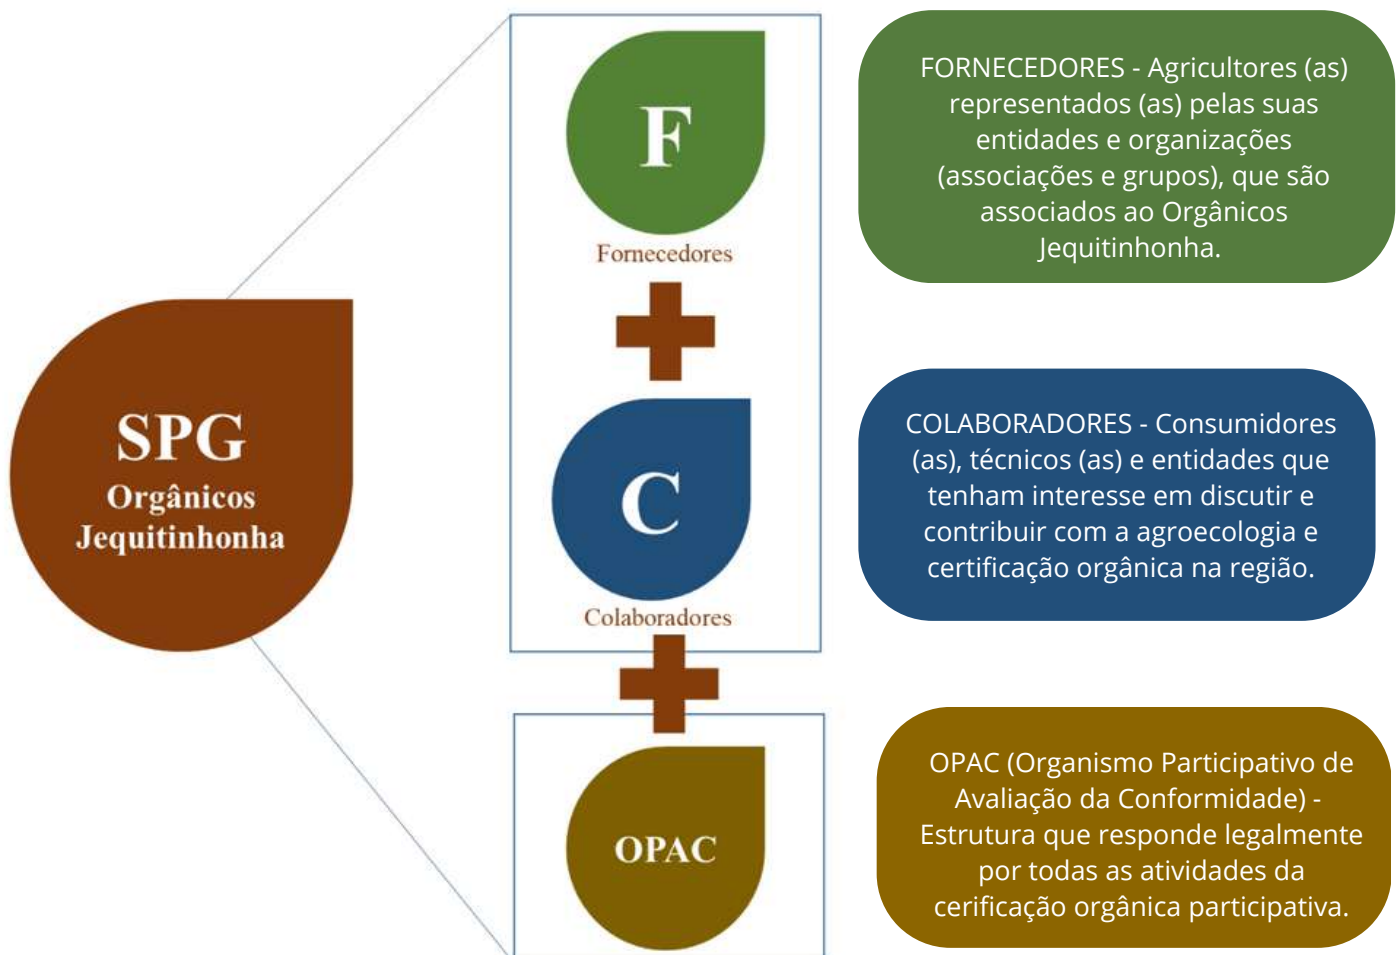 SPG
Orgânicos
Jequitinhonha
F
Fornecedores
C
Colaboradores
OPAC
FORNECEDORES - Agricultores (as)
representados (as) pelas suas
entidades e organizações
(associações e grupos), que são
associados ao Orgânicos
Jequitinhonha.
COLABORADORES - Consumidores
(as), técnicos (as) e entidades que
tenham interesse em discutir e
contribuir com a agroecologia e
certificação orgânica na região.
OPAC (Organismo Participativo de
Avaliação da Conformidade) -
Estrutura que responde legalmente
por todas as atividades da
cerificação orgânica participativa.